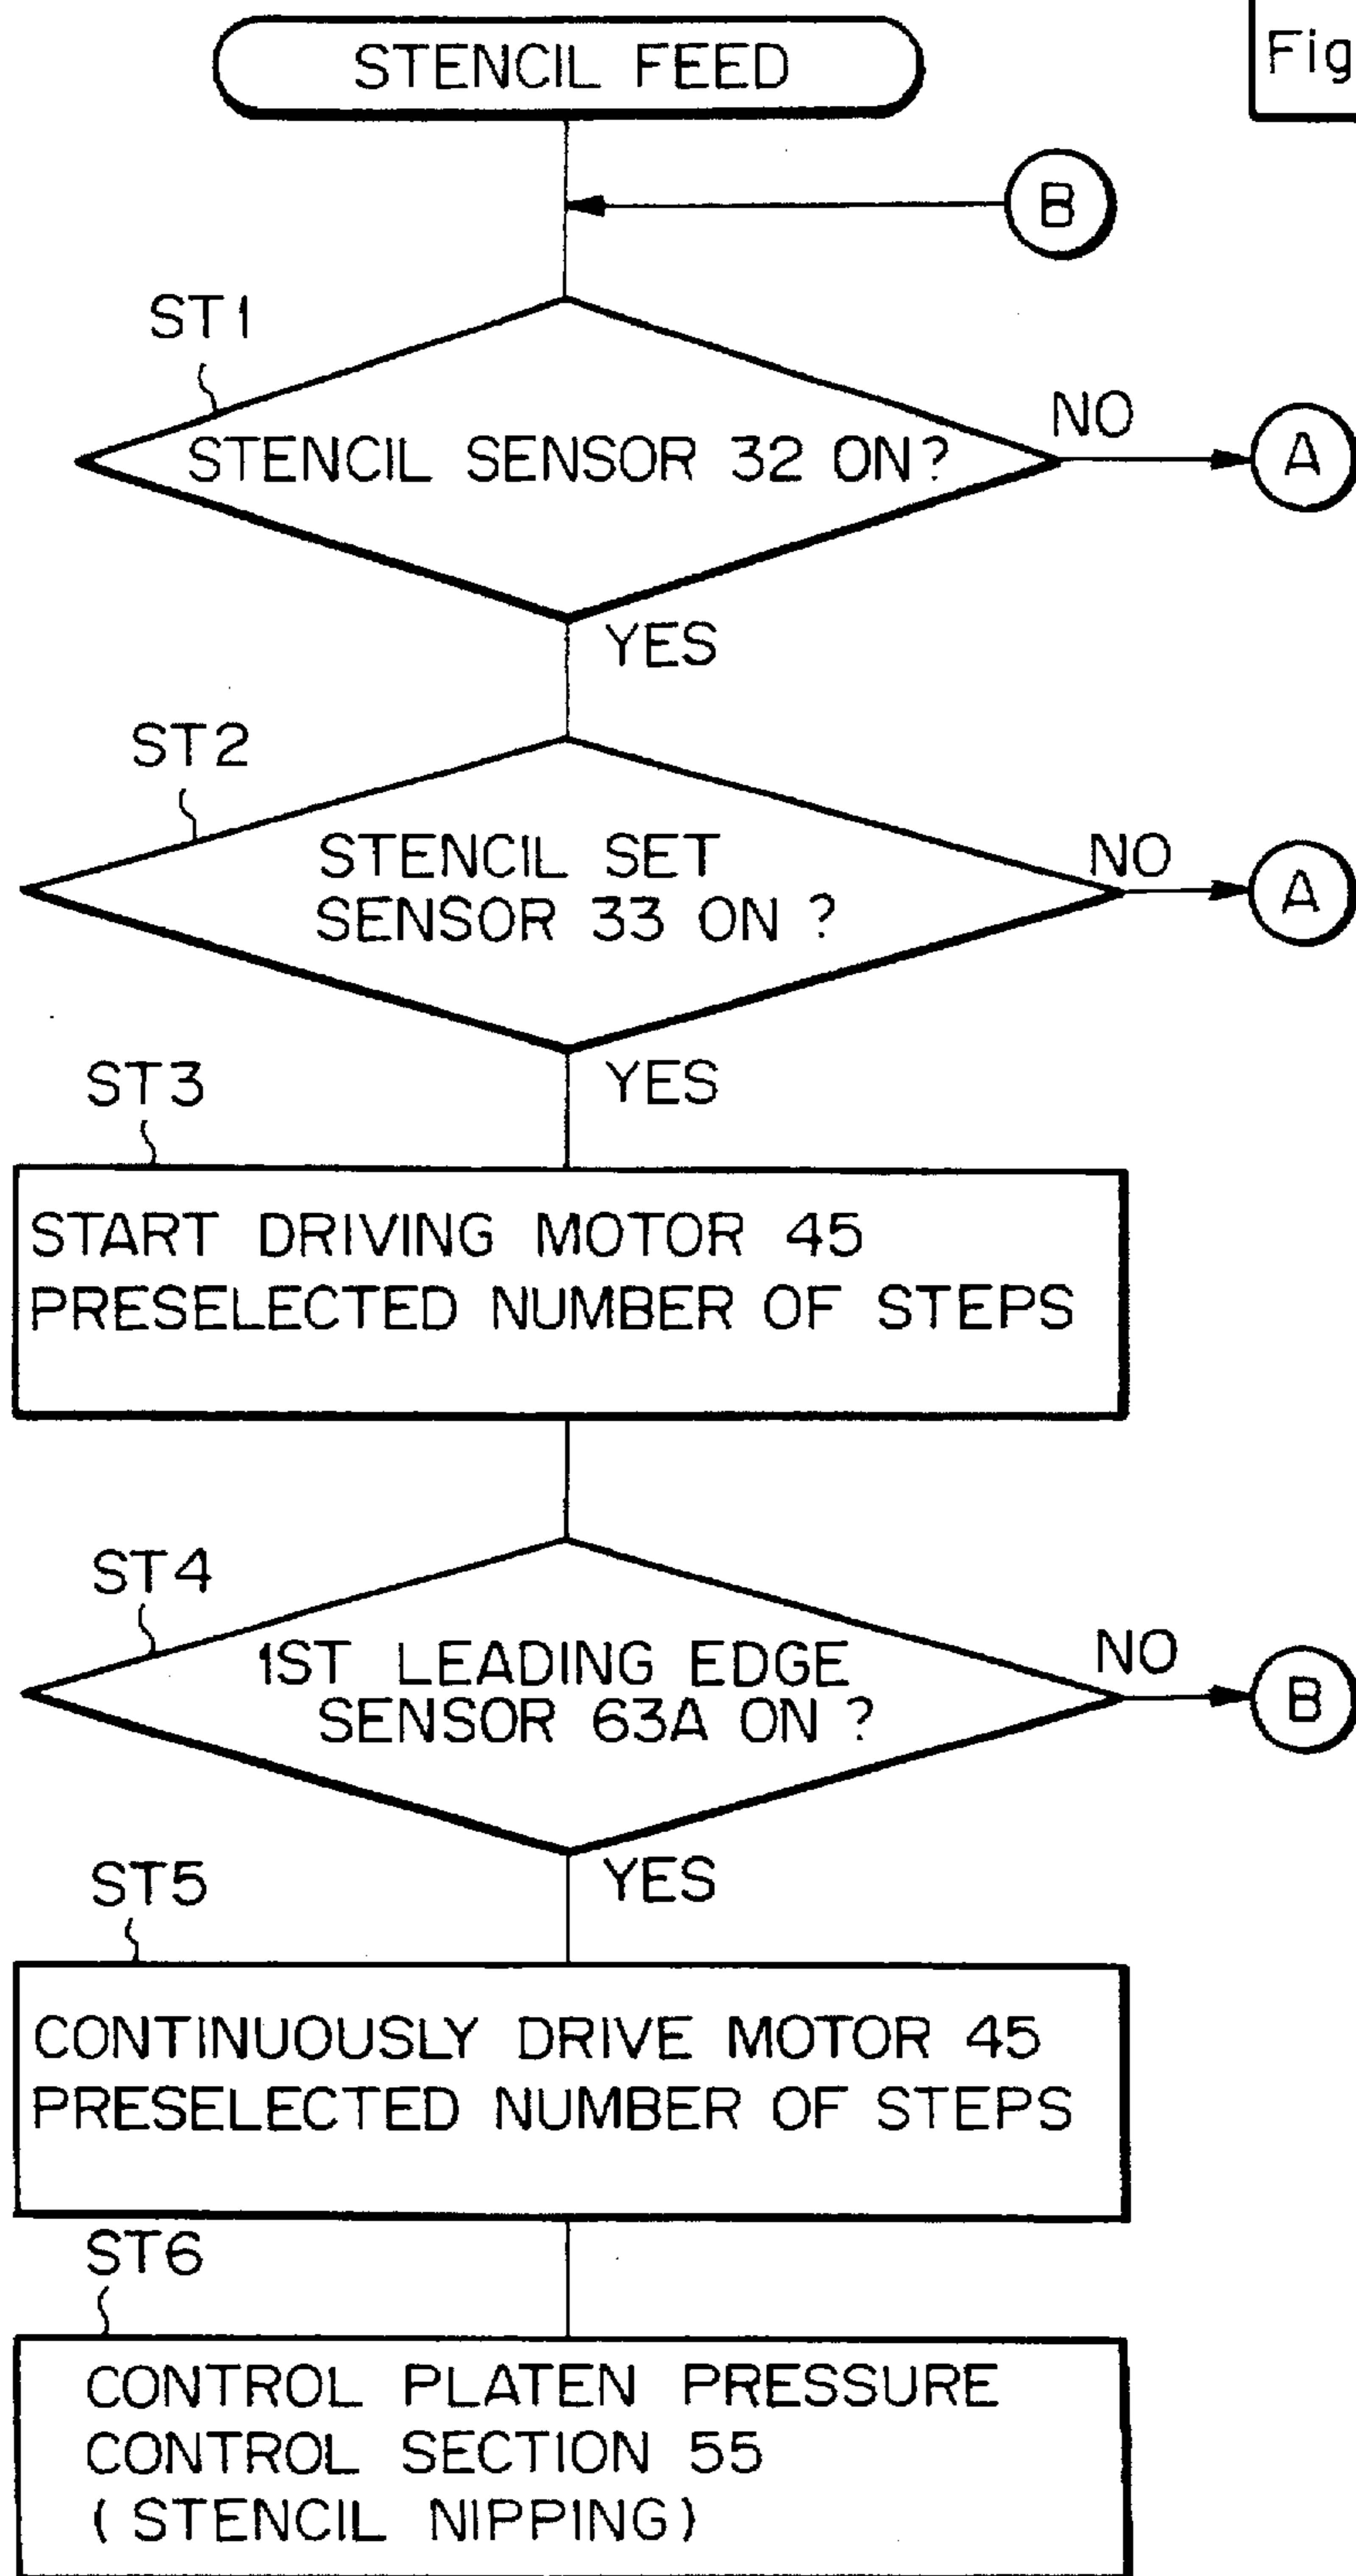 STENCIL FEED
Fig
B
ST1
STENCIL SENSOR 32 ON?
NO
A
YES
ST2
STENCIL SET
SENSOR 33 ON ?
NO
A
YES
ST3
START DRIVING MOTOR 45
PRESELECTED NUMBER OF STEPS
ST4
1ST LEADING EDGE
SENSOR 63A ON ?
NO
B
YES
ST5
CONTINUOUSLY DRIVE MOTOR 45
PRESELECTED NUMBER OF STEPS
ST6
CONTROL PLATEN PRESSURE
CONTROL SECTION 55
( STENCIL NIPPING )